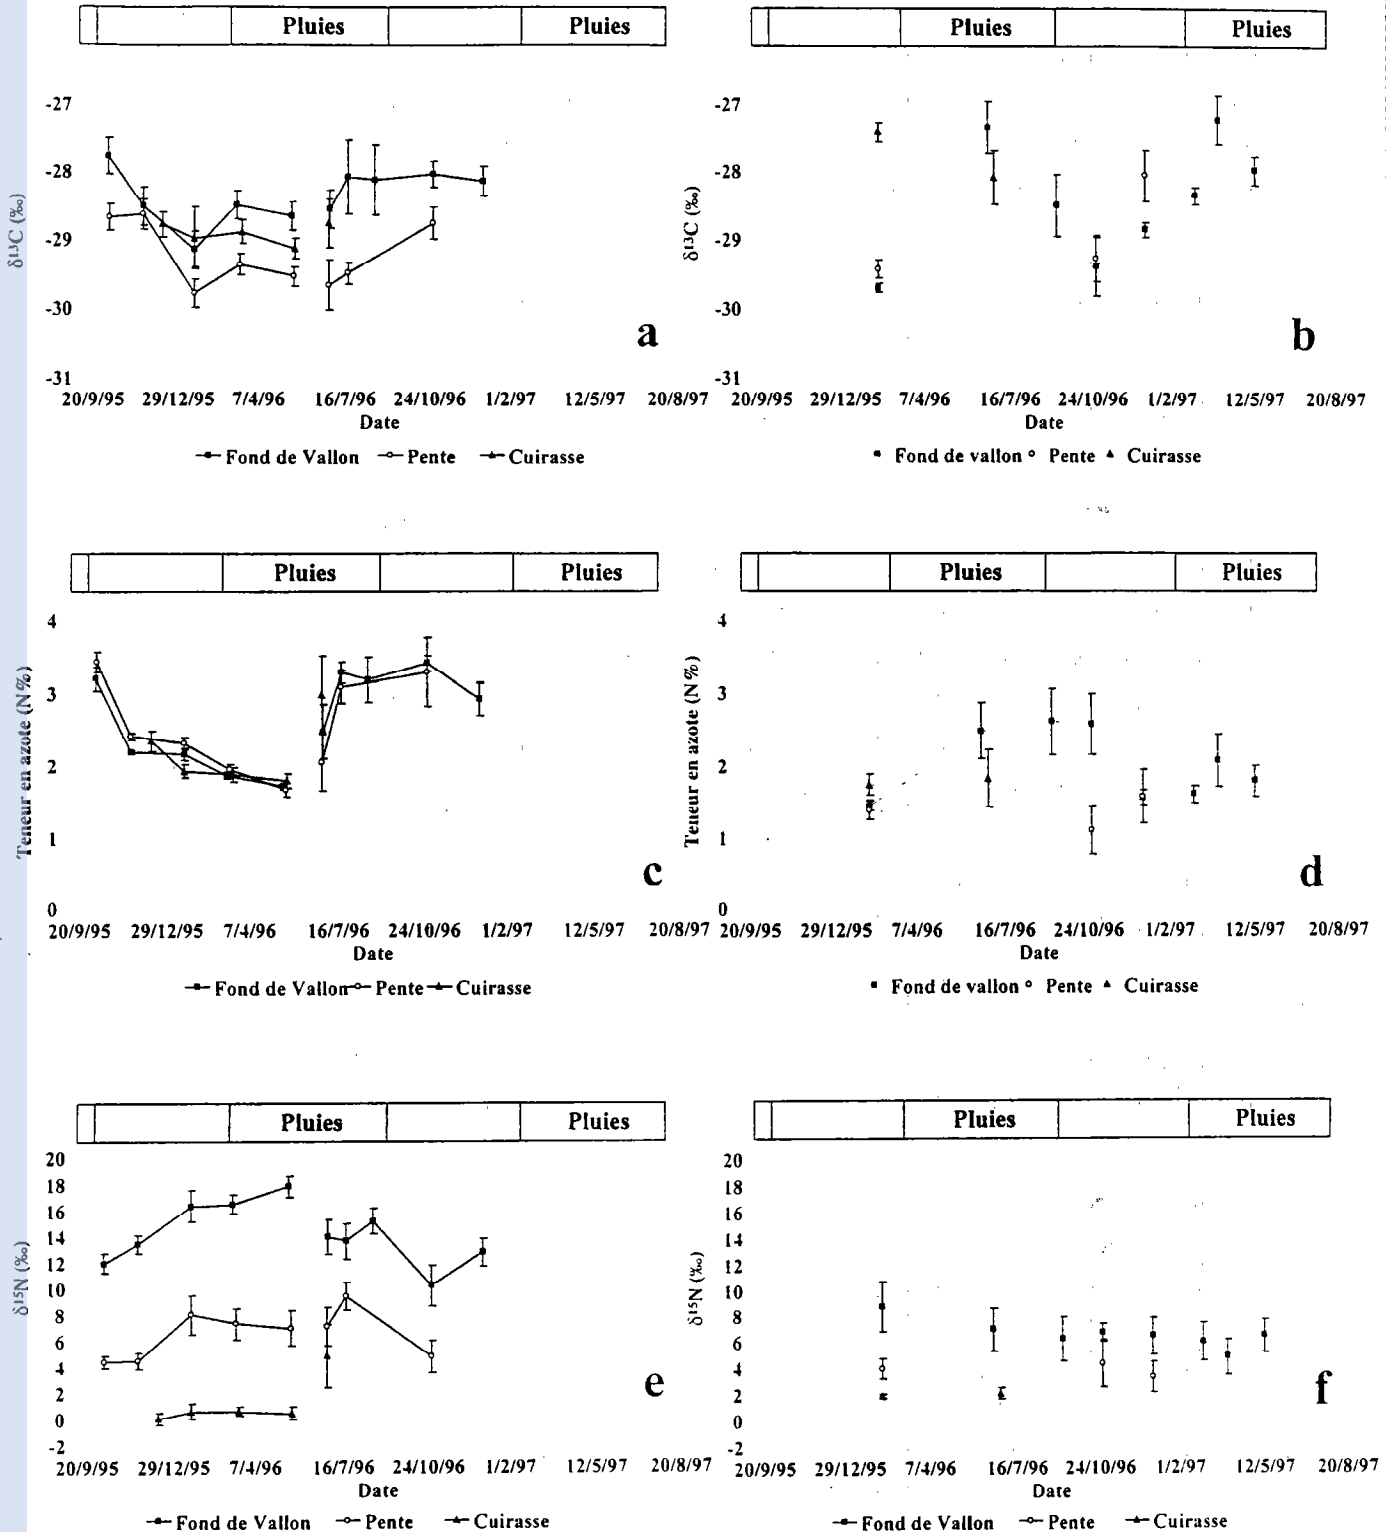 Pluies Pluies
δ¹³C (‰)
-27
-28
-29
-30
-31
a
20/9/95 29/12/95 7/4/96 16/7/96 24/10/96 1/2/97 12/5/97 20/8/97
Date
Fond de Vallon Pente Cuirasse
Pluies Pluies
δ¹³C (‰)
-27
-28
-29
-30
-31
b
20/9/95 29/12/95 7/4/96 16/7/96 24/10/96 1/2/97 12/5/97 20/8/97
Date
Fond de vallon Pente Cuirasse
Pluies Pluies
Teneur en azote (N%)
4
3
2
1
0
c
20/9/95 29/12/95 7/4/96 16/7/96 24/10/96 1/2/97 12/5/97 20/8/97
Date
Fond de Vallon Pente Cuirasse
Pluies Pluies
Teneur en azote (N%)
4
3
2
1
0
d
20/9/95 29/12/95 7/4/96 16/7/96 24/10/96 1/2/97 12/5/97 20/8/97
Date
Fond de vallon Pente Cuirasse
Pluies Pluies
δ¹⁵N (‰)
20
18
16
14
12
10
8
6
4
2
0
-2
e
20/9/95 29/12/95 7/4/96 16/7/96 24/10/96 1/2/97 12/5/97 20/8/97
Date
Fond de Vallon Pente Cuirasse
Pluies Pluies
δ¹⁵N (‰)
20
18
16
14
12
10
8
6
4
2
0
-2
f
20/9/95 29/12/95 7/4/96 16/7/96 24/10/96 1/2/97 12/5/97 20/8/97
Date
Fond de Vallon Pente Cuirasse